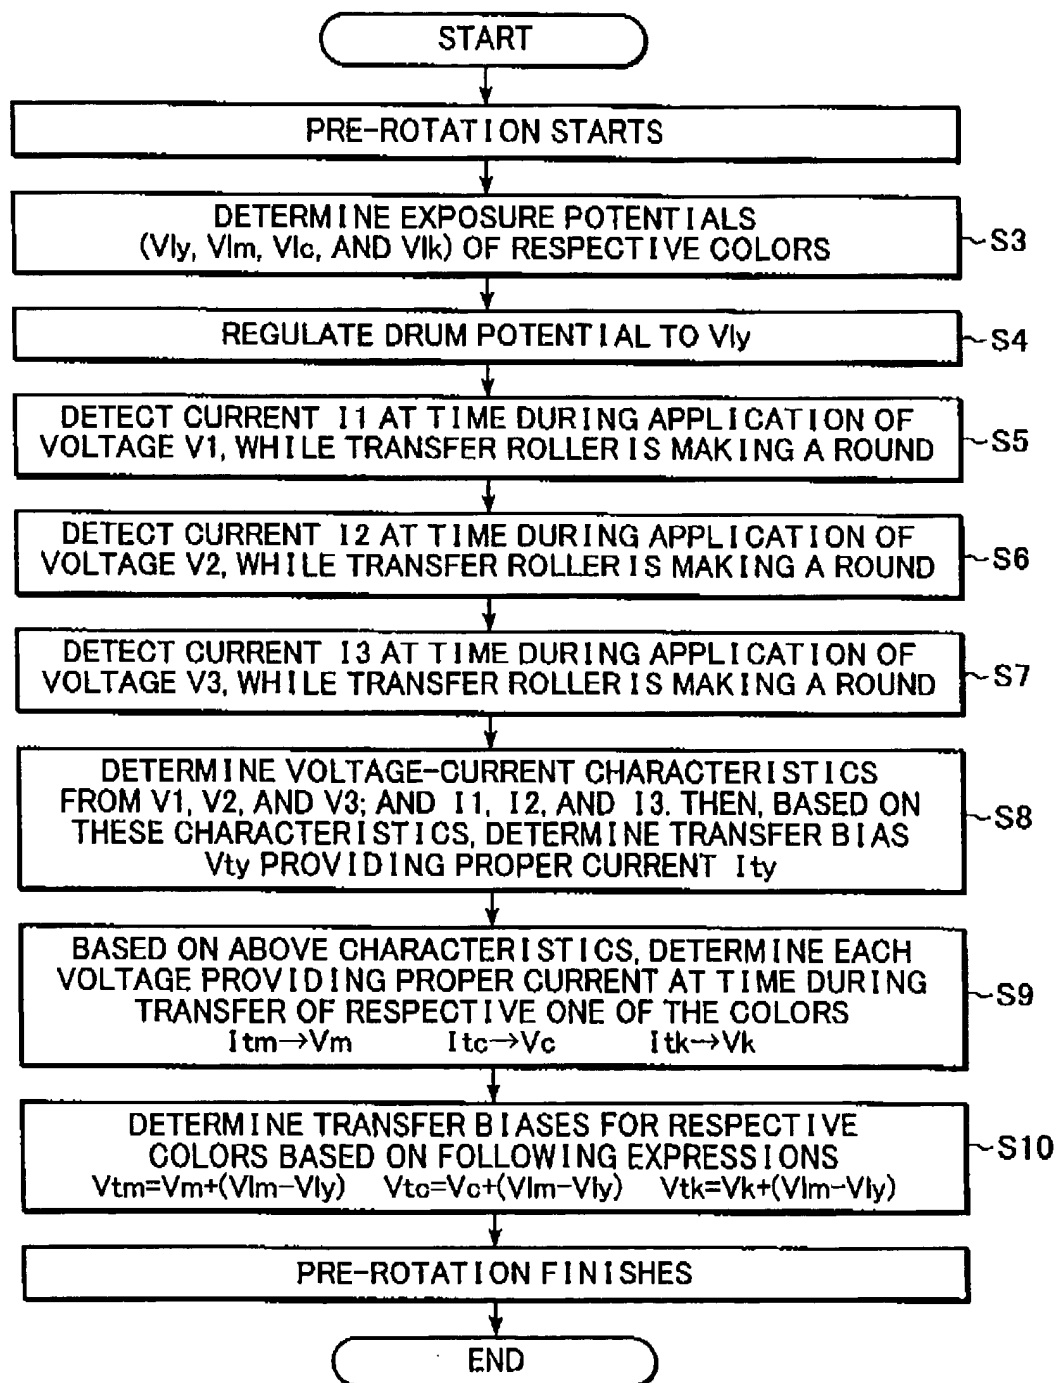 START
PRE-ROTATION STARTS
DETERMINE EXPOSURE POTENTIALS
(Vly, Vlm, Vlc, AND Vlk) OF RESPECTIVE COLORS
S3
REGULATE DRUM POTENTIAL TO Vly
S4
DETECT CURRENT I1 AT TIME DURING APPLICATION OF
VOLTAGE V1, WHILE TRANSFER ROLLER IS MAKING A ROUND
S5
DETECT CURRENT I2 AT TIME DURING APPLICATION OF
VOLTAGE V2, WHILE TRANSFER ROLLER IS MAKING A ROUND
S6
DETECT CURRENT I3 AT TIME DURING APPLICATION OF
VOLTAGE V3, WHILE TRANSFER ROLLER IS MAKING A ROUND
S7
DETERMINE VOLTAGE-CURRENT CHARACTERISTICS
FROM V1, V2, AND V3; AND I1, I2, AND I3. THEN, BASED ON
THESE CHARACTERISTICS, DETERMINE TRANSFER BIAS
Vty PROVIDING PROPER CURRENT Ity
S8
BASED ON ABOVE CHARACTERISTICS, DETERMINE EACH
VOLTAGE PROVIDING PROPER CURRENT AT TIME DURING
TRANSFER OF RESPECTIVE ONE OF THE COLORS
Itm→Vm Itc→Vc Itk→Vk
S9
DETERMINE TRANSFER BIASES FOR RESPECTIVE
COLORS BASED ON FOLLOWING EXPRESSIONS
Vtm=Vm+(Vlm-Vly) Vtc=Vc+(Vlm-Vly) Vtk=Vk+(Vlm-Vly)
S10
PRE-ROTATION FINISHES
END